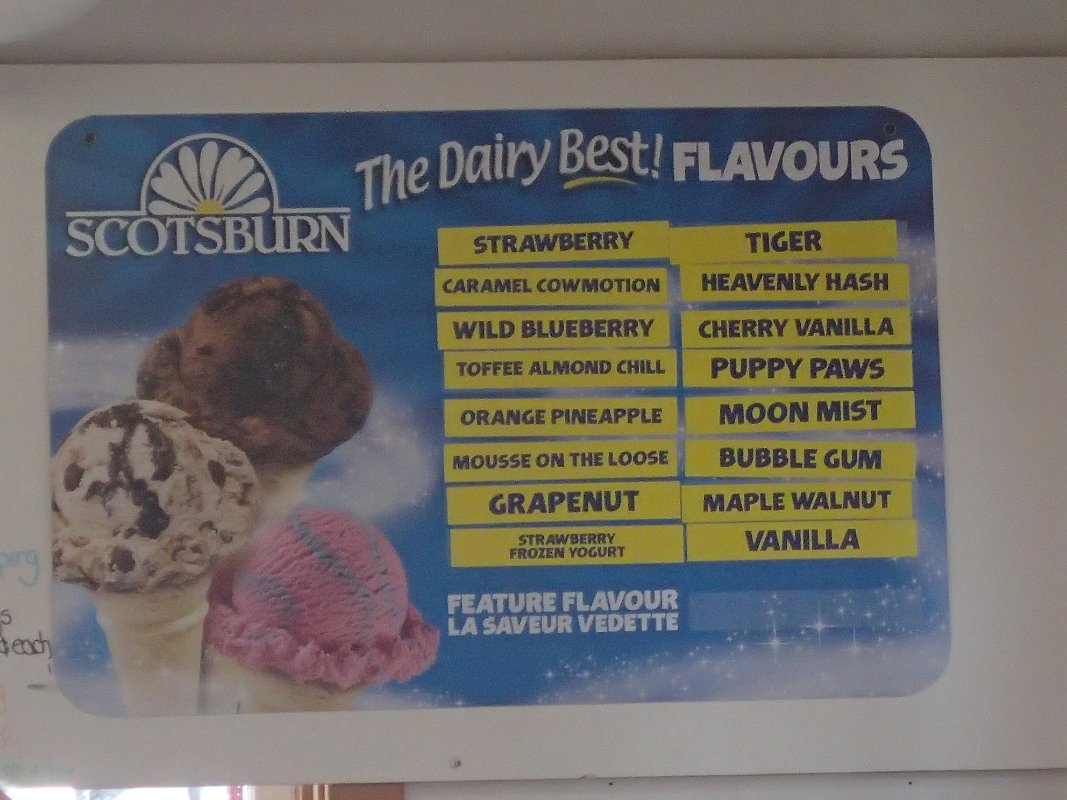 SCOTSBURN
The Dairy Best! FLAVOURS
STRAWBERRY
CARAMEL COWMOTION
WILD BLUEBERRY
TOFFEE ALMOND CHILL
ORANGE PINEAPPLE
MOUSSE ON THE LOOSE
GRAPENUT
STRAWBERRY
FROZEN YOGURT
TIGER
HEAVENLY HASH
CHERRY VANILLA
PUPPY PAWS
MOON MIST
BUBBLE GUM
MAPLE WALNUT
VANILLA
FEATURE FLAVOUR
LA SAVEUR VEDETTE
each